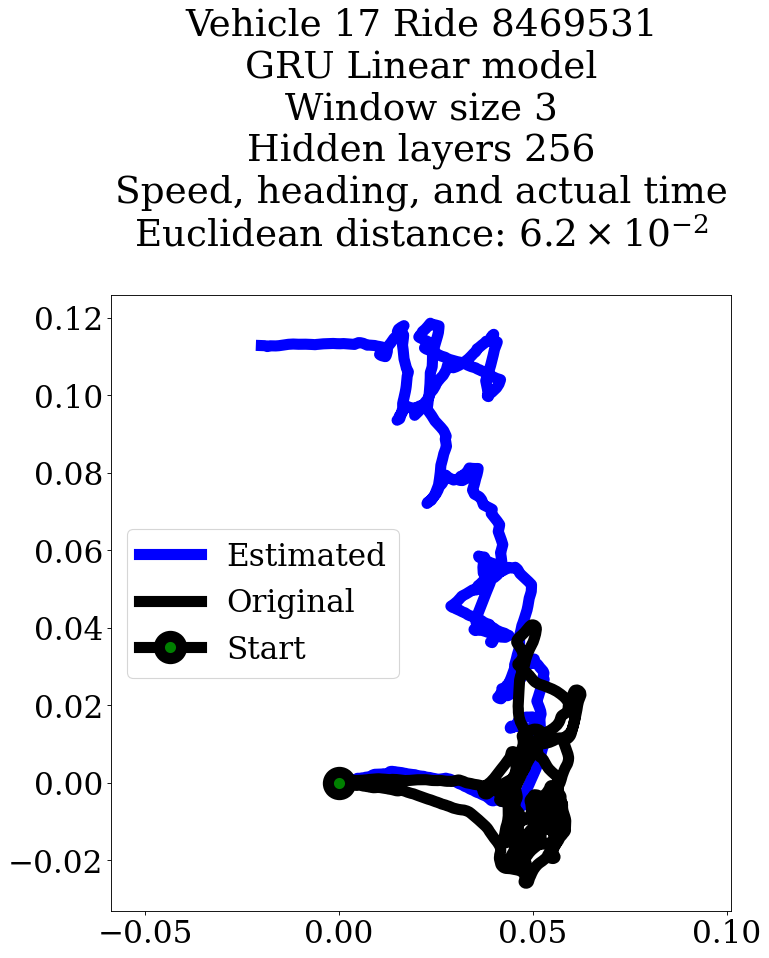 Vehicle 17 Ride 8469531
GRU Linear model
Window size 3
Hidden layers 256
Speed, heading, and actual time
Euclidean distance: 6.2 × 10⁻²
0.12
0.10
0.08
0.06
0.04
0.02
0.00
−0.02
Estimated
Original
Start
−0.05 0.00 0.05 0.10